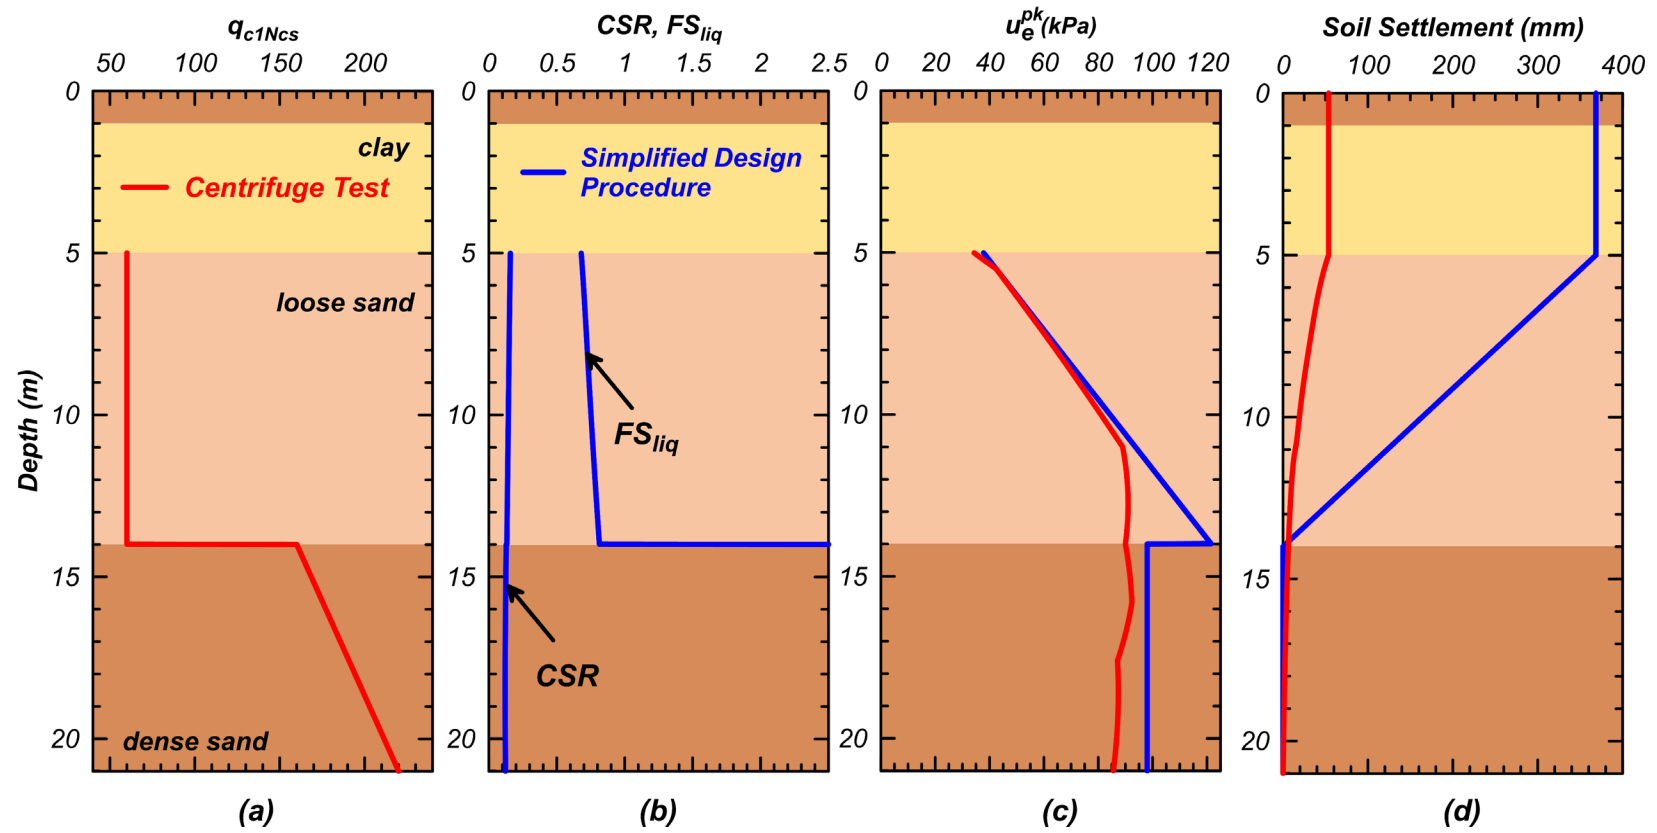 q_c1Ncs
50 100 150 200
0
5
10
15
20
Depth (m)
clay
Centrifuge Test
loose sand
dense sand
(a)
CSR, FS_liq
0 0.5 1 1.5 2 2.5
0
5
10
15
20
Simplified Design
Procedure
FS_liq
CSR
(b)
u_e^pk(kPa)
0 20 40 60 80 100 120
0
5
10
15
20
(c)
Soil Settlement (mm)
0 100 200 300 400
0
5
10
15
20
(d)